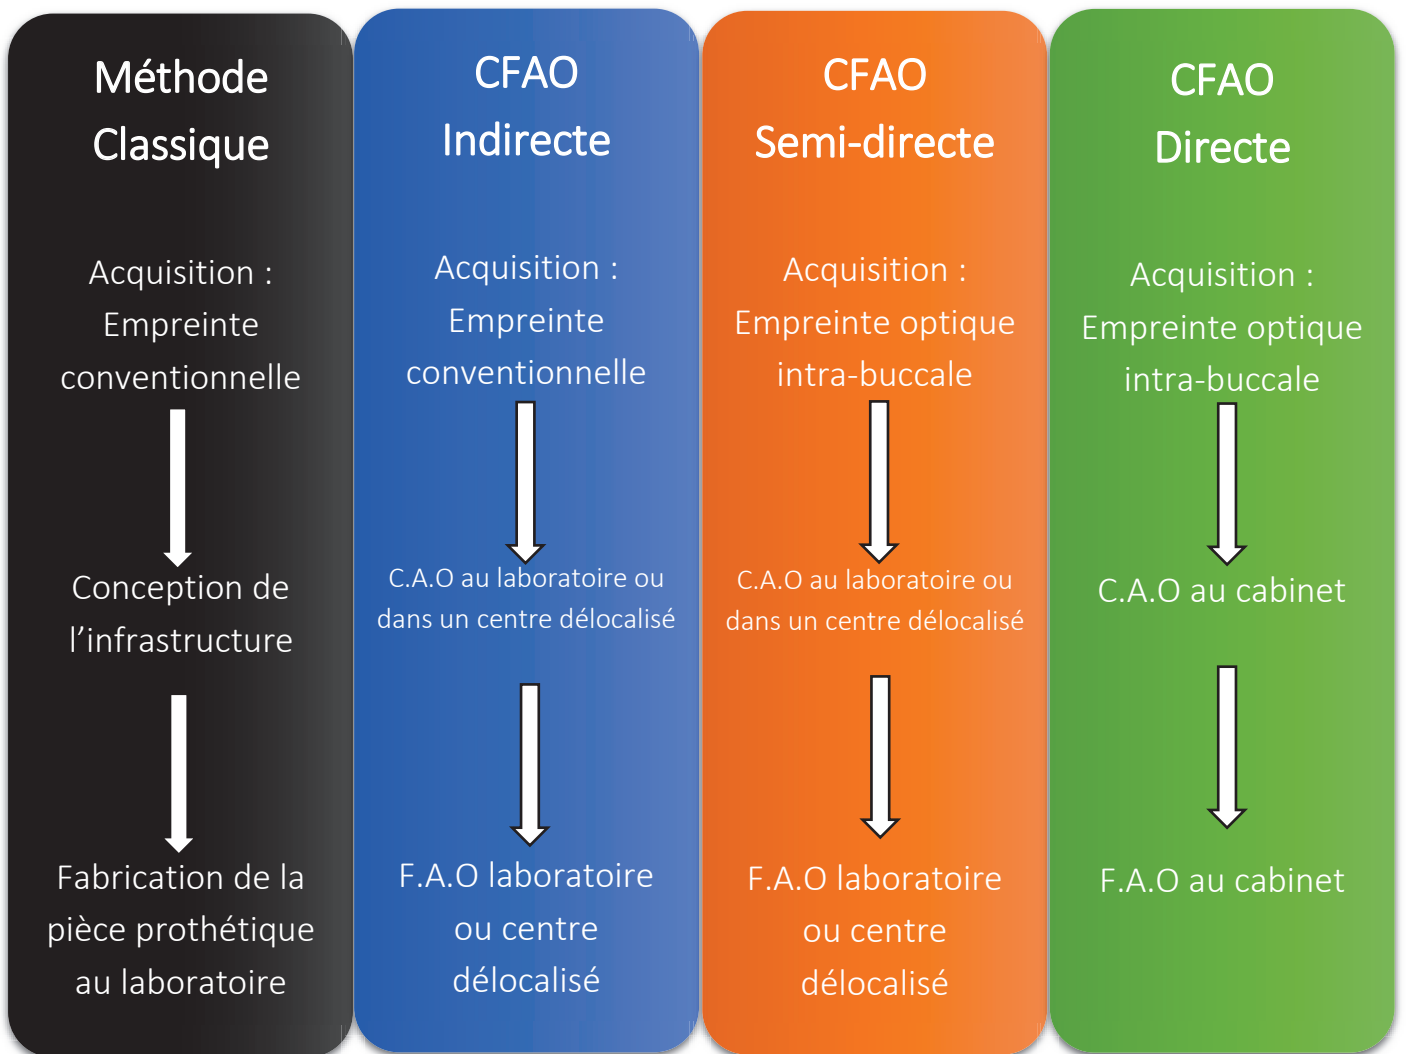 Méthode
Classique
Acquisition :
Empreinte
conventionnelle
Conception de
l’infrastructure
Fabrication de la
pièce prothétique
au laboratoire
CFAO
Indirecte
Acquisition :
Empreinte
conventionnelle
C.A.O au laboratoire ou
dans un centre délocalisé
F.A.O laboratoire
ou centre
délocalisé
CFAO
Semi-directe
Acquisition :
Empreinte optique
intra-buccale
C.A.O au laboratoire ou
dans un centre délocalisé
F.A.O laboratoire
ou centre
délocalisé
CFAO
Directe
Acquisition :
Empreinte optique
intra-buccale
C.A.O au cabinet
F.A.O au cabinet